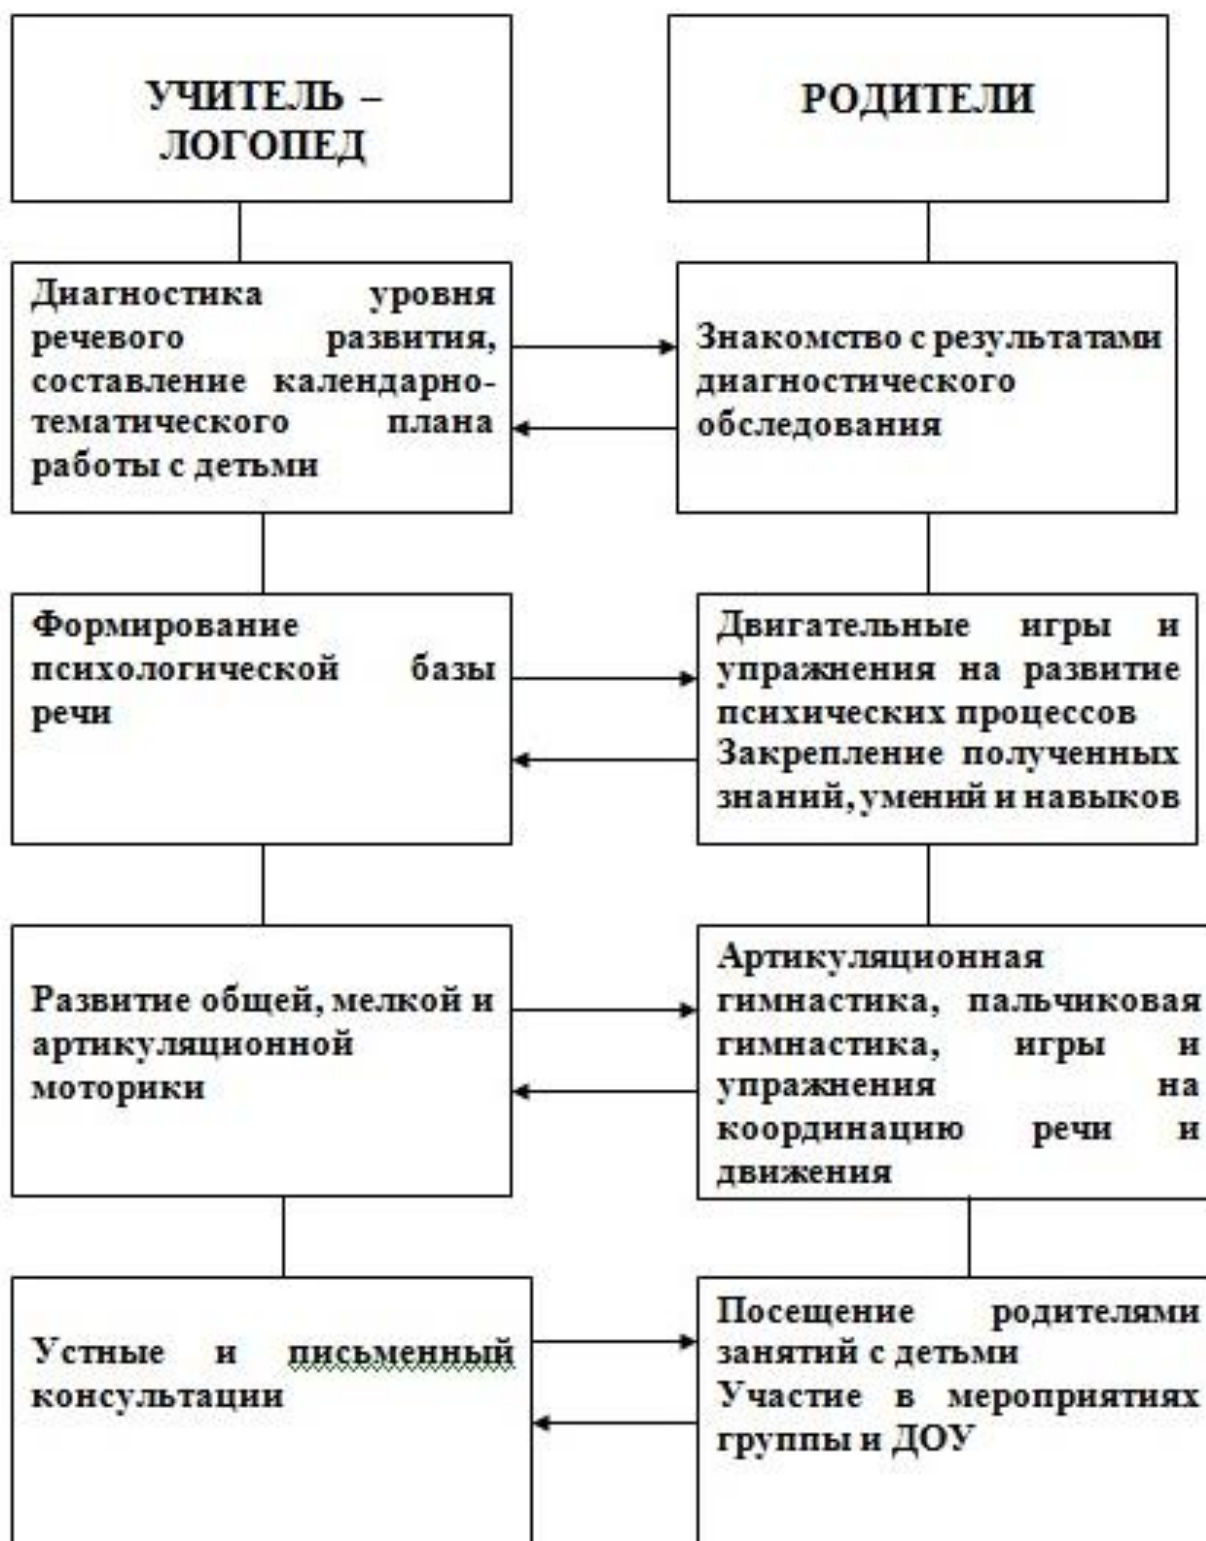 УЧИТЕЛЬ –
ЛОГОПЕД
РОДИТЕЛИ
Диагностика уровня
речевого развития,
составление календарно-
тематического плана
работы с детьми
Знакомство с результатами
диагностического
обследования
Формирование
психологической базы
речи
Двигательные игры и
упражнения на развитие
психических процессов
Закрепление полученных
знаний, умений и навыков
Развитие общей, мелкой и
артикуляционной
моторики
Артикуляционная
гимнастика, пальчиковая
гимнастика, игры и
упражнения на
координацию речи и
движения
Устные и письменный
консультации
Посещение родителями
занятий с детьми
Участие в мероприятиях
группы и ДОУ